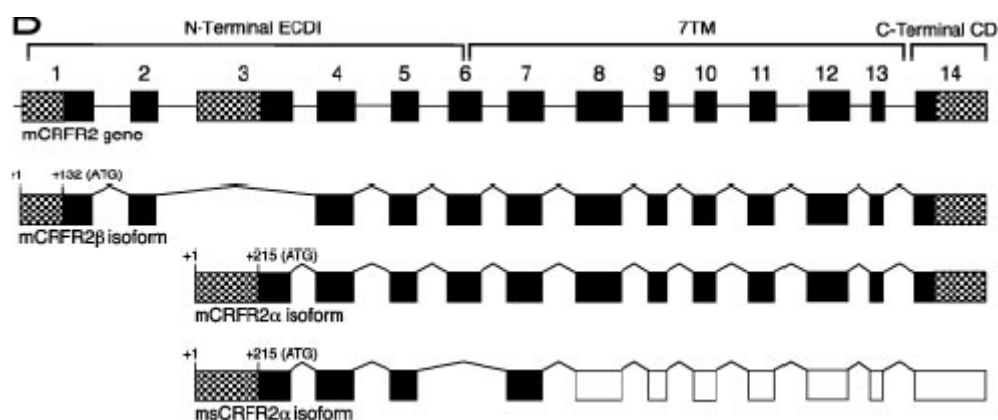 D
N-Terminal ECDI 7TM C-Terminal CD
1 2 3 4 5 6 7 8 9 10 11 12 13 14
mCRFR2 gene
+1 +132 (ATG)
mCRFR2β isoform
+1 +215 (ATG)
mCRFR2α isoform
+1 +215 (ATG)
msCRFR2α isoform